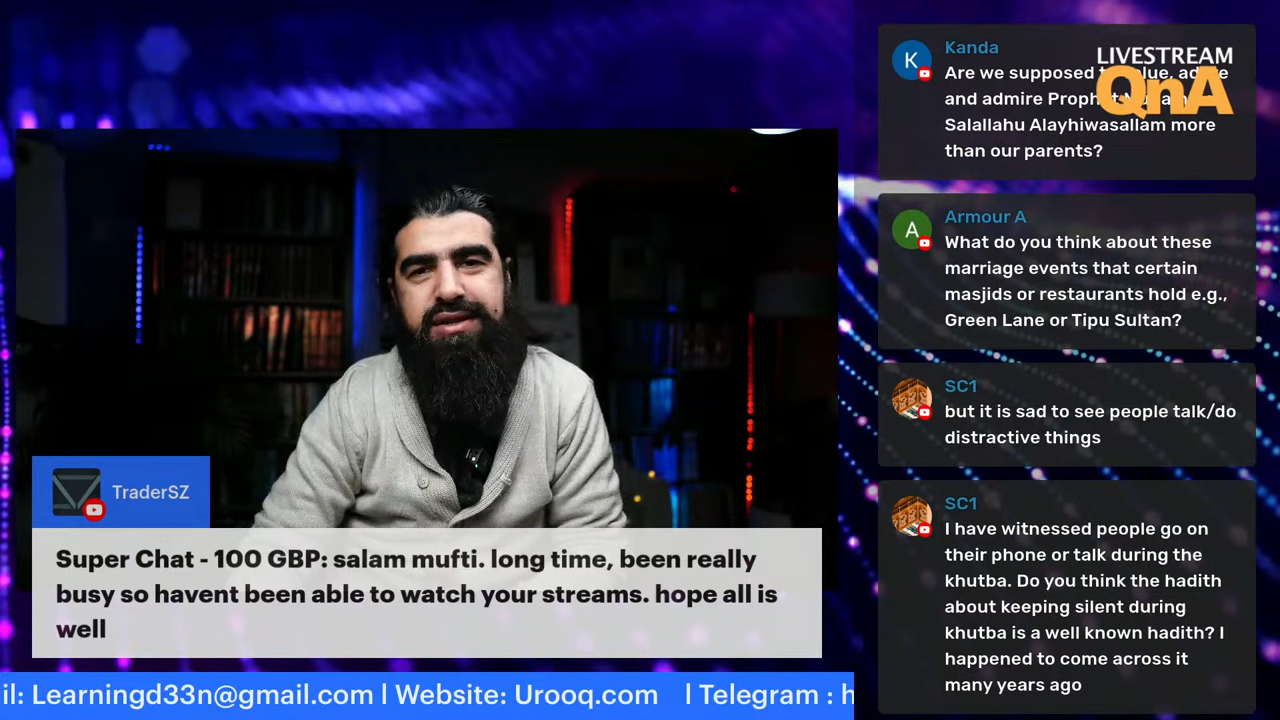 Kanda
K
LIVESTREAM
QnA
Are we supposed
and admire
Salallahu Alayhiwasallam more
than our parents?
Armour A
A
What do you think about these
marriage events that certain
masjids or restaurants hold e.g.,
Green Lane or Tipu Sultan?
SC1
but it is sad to see people talk/do
distractive things
SC1
I have witnessed people go on
their phone or talk during the
khutba. Do you think the hadith
about keeping silent during
khutba is a well known hadith? I
happened to come across it
many years ago
TraderSZ
Super Chat - 100 GBP: salam mufti. long time, been really
busy so havent been able to watch your streams. hope all is
well
il: Learningd33n@gmail.com l Website: Urooq.com l Telegram : h